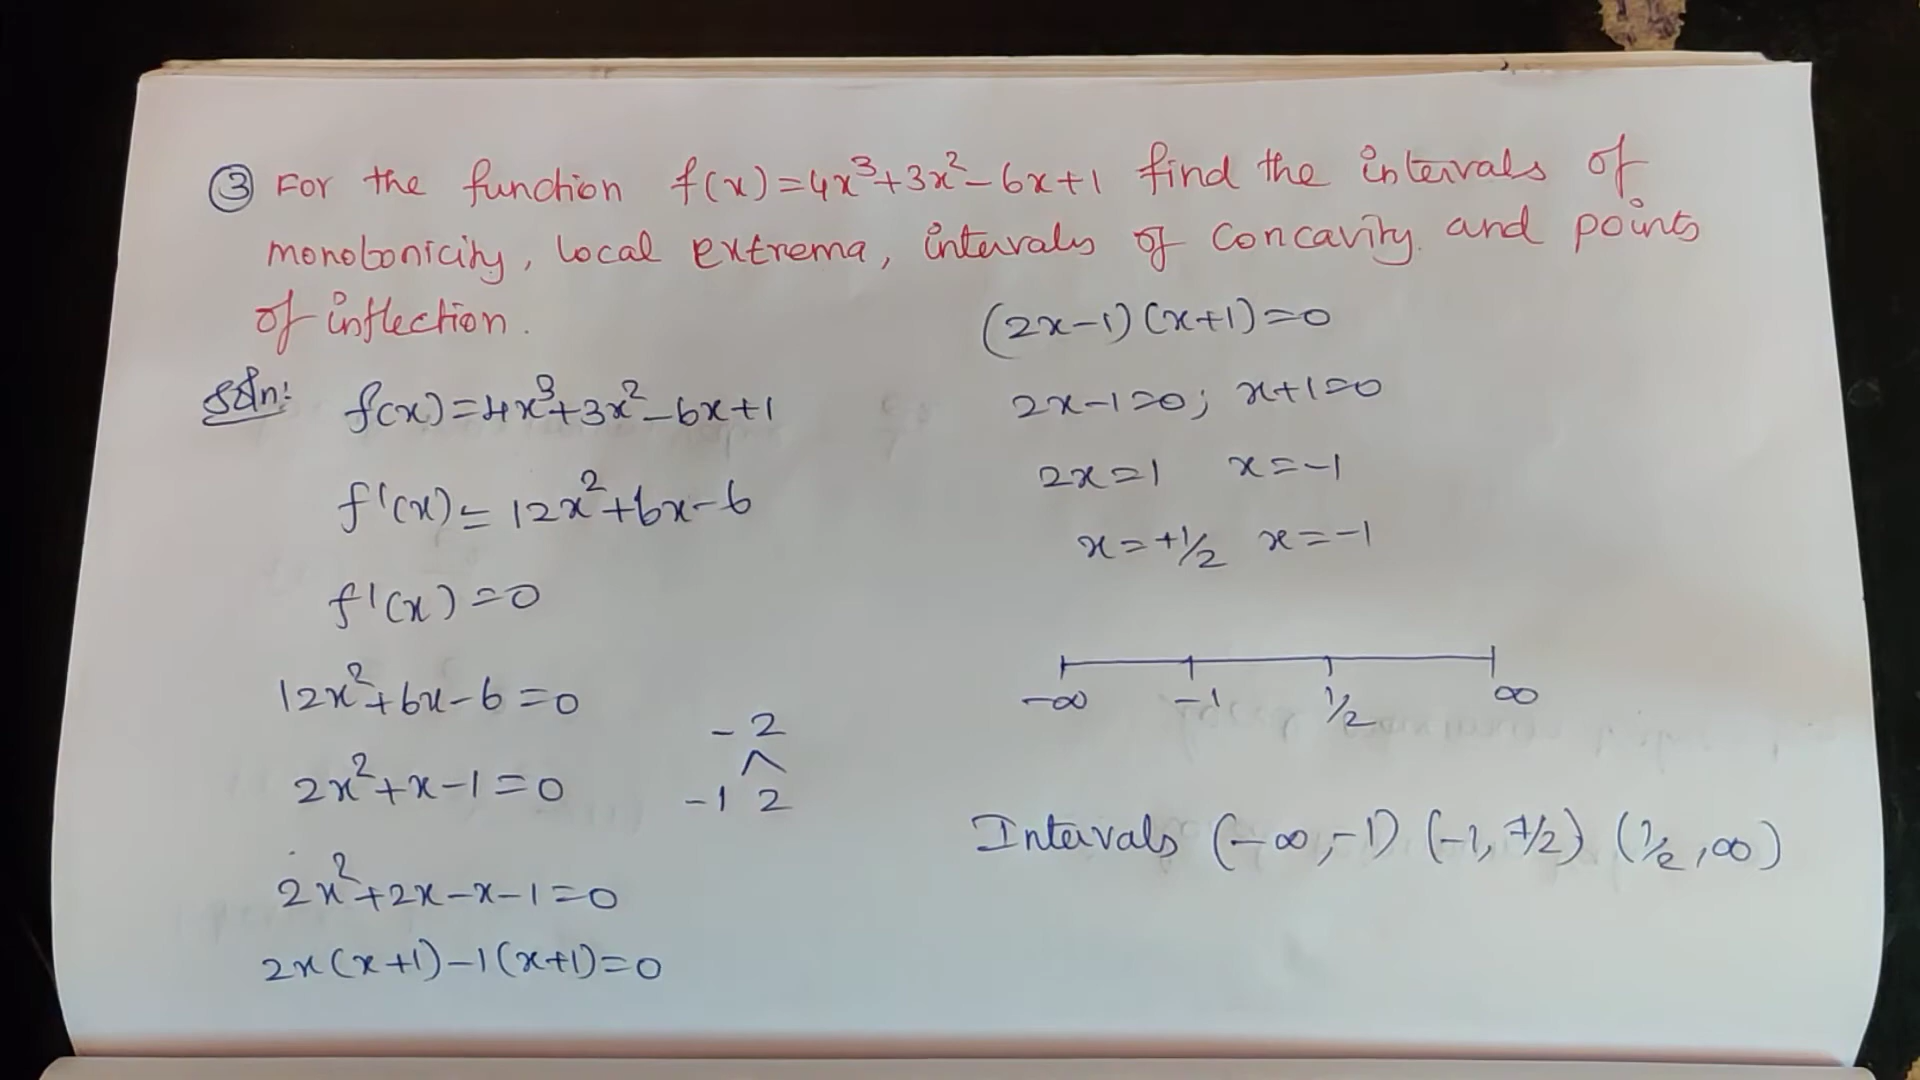 ③ For the function f(x)=4x³+3x²-6x+1 find the intervals of
monotonicity, local extrema, intervals of concavity and points
of inflection.
Soln: f(x)=4x³+3x²-6x+1
f'(x)=12x²+6x-6
f'(x)=0
12x²+6x-6=0
2x²+x-1=0
-2
^
-1 2
2x²+2x-x-1=0
2x(x+1)-1(x+1)=0
(2x-1)(x+1)=0
2x-1=0; x+1=0
2x=1 x=-1
x=+1/2 x=-1
-∞ -1 1/2 ∞
Intervals (-∞,-1) (-1, 1/2) (1/2,∞)